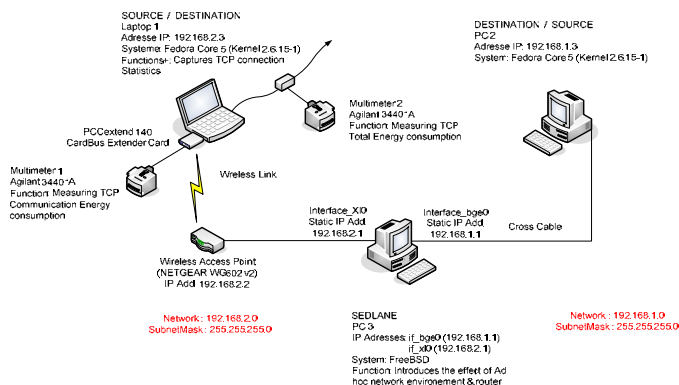 SOURCE / DESTINATION
Laptop 1
Adresse IP: 192.168.2.3
Systeme: Fedora Core 5 (Kernel 2.6.15-1)
Functions+: Captures TCP connection
Statistics
DESTINATION / SOURCE
PC 2
Adresse IP: 192.168.1.3
System: Fedora Core 5 (Kernel 2.6.15-1)
PCCextend 140
CardBus Extender Card
Multimeter 2
Agilant 34401A
Function: Measuring TCP
Total Energy consumption
Multimeter 1
Agilant 34401A
Function: Measuring TCP
Communication Energy
consumption
Wireless Link
Interface_Xl0
Static IP Add.
192.168.2.1
Interface_bge0
Static IP Add.
192.168.1.1
Cross Cable
Wireless Access Point
(NETGEAR WG602 v2)
IP Add: 192.168.2.2
Network : 192.168.2.0
SubnetMask : 255.255.255.0
SEDLANE
PC 3
IP Adresses: if_bge0 (192.168.1.1)
if_xl0 (192.168.2.1)
System: FreeBSD
Function: Introduces the effect of Ad
hoc network environement & router
Network : 192.168.1.0
SubnetMask : 255.255.255.0